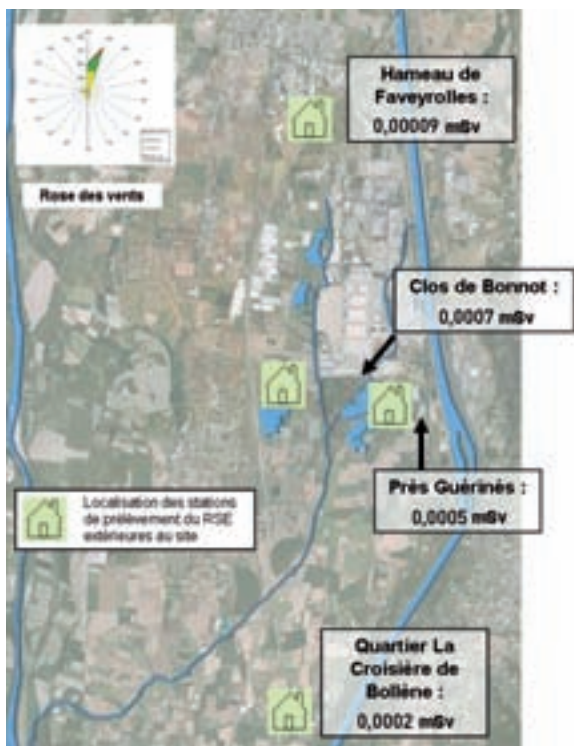 Rose des vents
Hameau de
Faveyrolles :
0,00009 mSv
Clos de Bonnot :
0,0007 mSv
Près Guérinés :
0,0005 mSv
Localisation des stations
de prélèvement du RSE
extérieures au site
Quartier La
Croisière de
Bollène :
0,0002 mSv